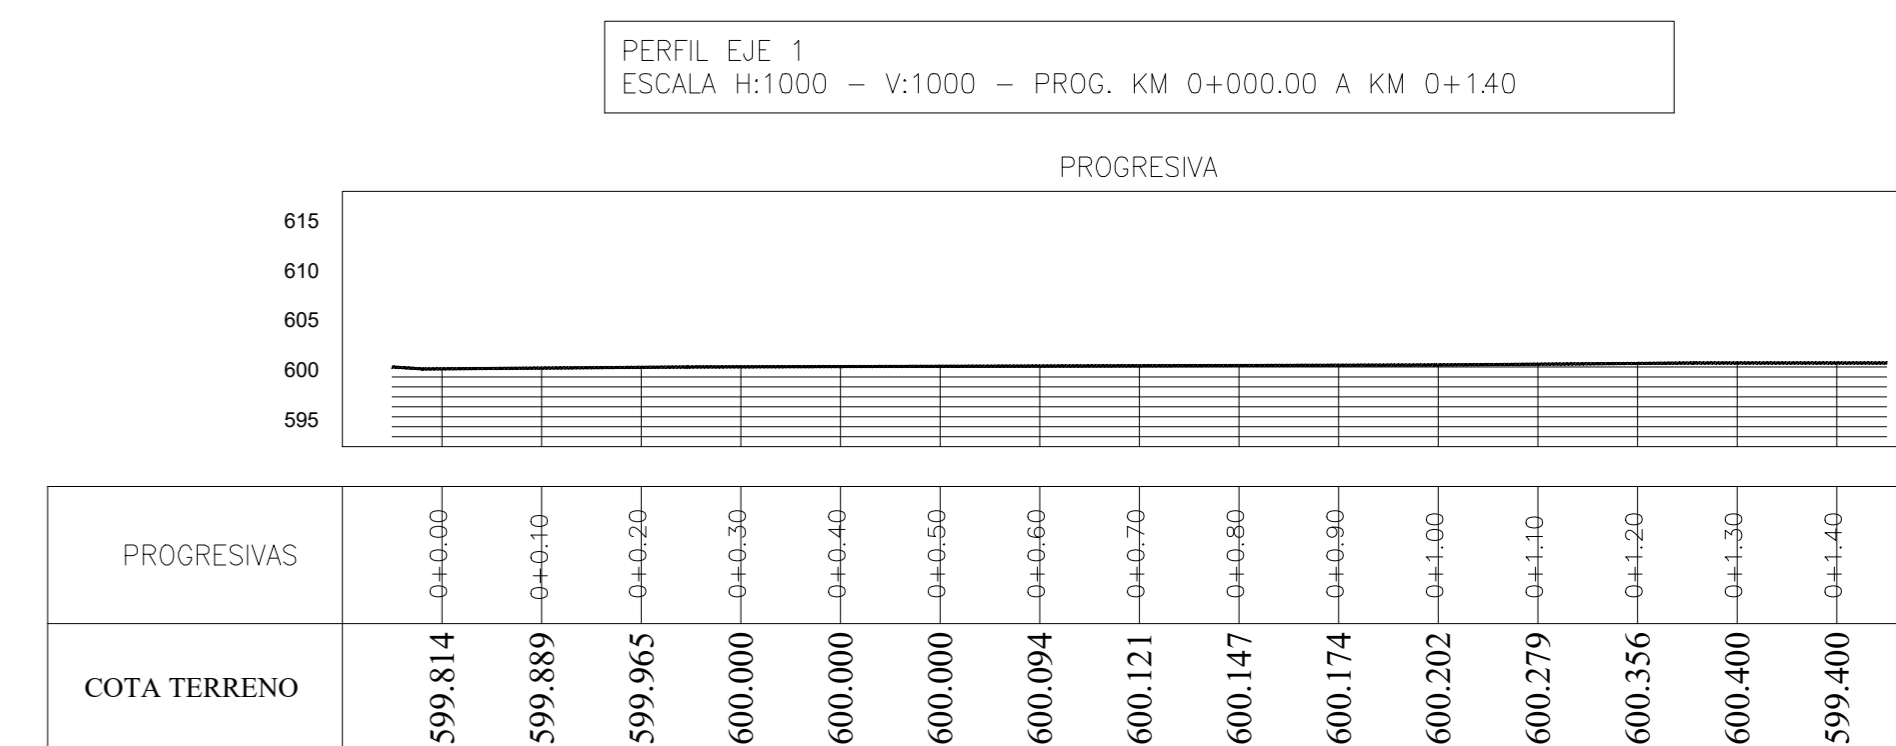 PERFIL EJE 1
ESCALA H:1000 – V:1000 – PROG. KM 0+000.00 A KM 0+1.40
PROGRESIVA
615
610
605
600
595
PROGRESIVAS 0+0.00 0+0.10 0+0.20 0+0.30 0+0.40 0+0.50 0+0.60 0+0.70 0+0.80 0+0.90 0+1.00 0+1.10 0+1.20 0+1.30 0+1.40
COTA TERRENO 599.814 599.889 599.965 600.000 600.000 600.000 600.094 600.121 600.147 600.174 600.202 600.279 600.356 600.400 599.400